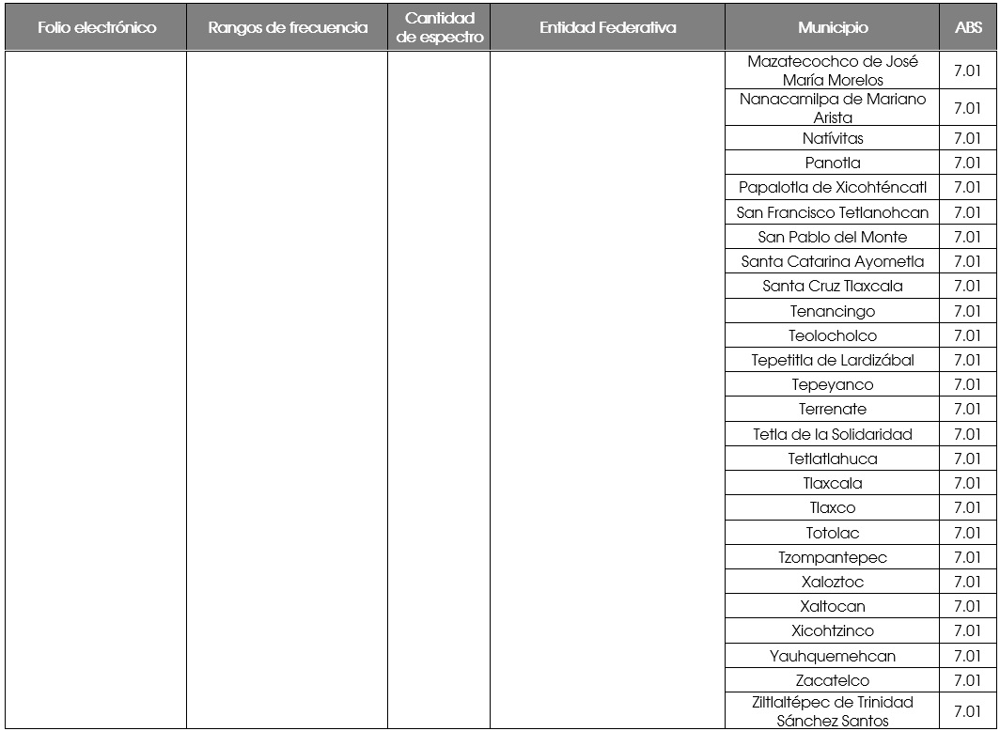 Folio electrónico Rangos de frecuencia Cantidad de espectro Entidad Federativa Municipio ABS
Mazatecochco de José
María Morelos 7.01
Nanacamilpa de Mariano
Arista 7.01
Natívitas 7.01
Panotla 7.01
Papalotla de Xicohténcatl 7.01
San Francisco Tetlanohcan 7.01
San Pablo del Monte 7.01
Santa Catarina Ayometla 7.01
Santa Cruz Tlaxcala 7.01
Tenancingo 7.01
Teolocholco 7.01
Tepetitla de Lardizábal 7.01
Tepeyanco 7.01
Terrenate 7.01
Tetla de la Solidaridad 7.01
Tetlatlahuca 7.01
Tlaxcala 7.01
Tlaxco 7.01
Totolac 7.01
Tzompantepec 7.01
Xaloztoc 7.01
Xaltocan 7.01
Xicohtzinco 7.01
Yauhquemehcan 7.01
Zacatelco 7.01
Ziltlaltépec de Trinidad
Sánchez Santos 7.01